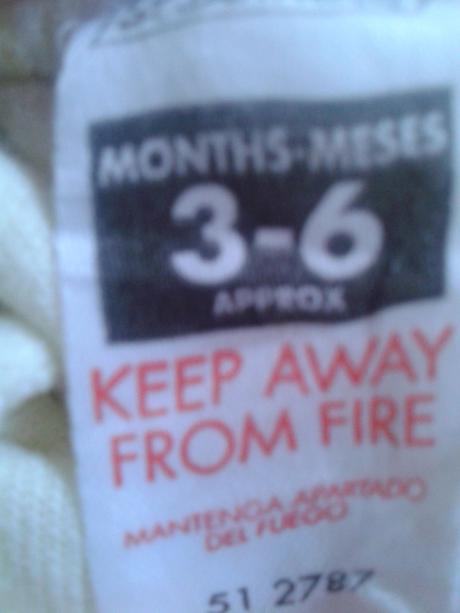 MONTHS-MESES
3-6
APPROX
KEEP AWAY
FROM FIRE
MANTENGA APARTADO
DEL FUEGO
51 2787